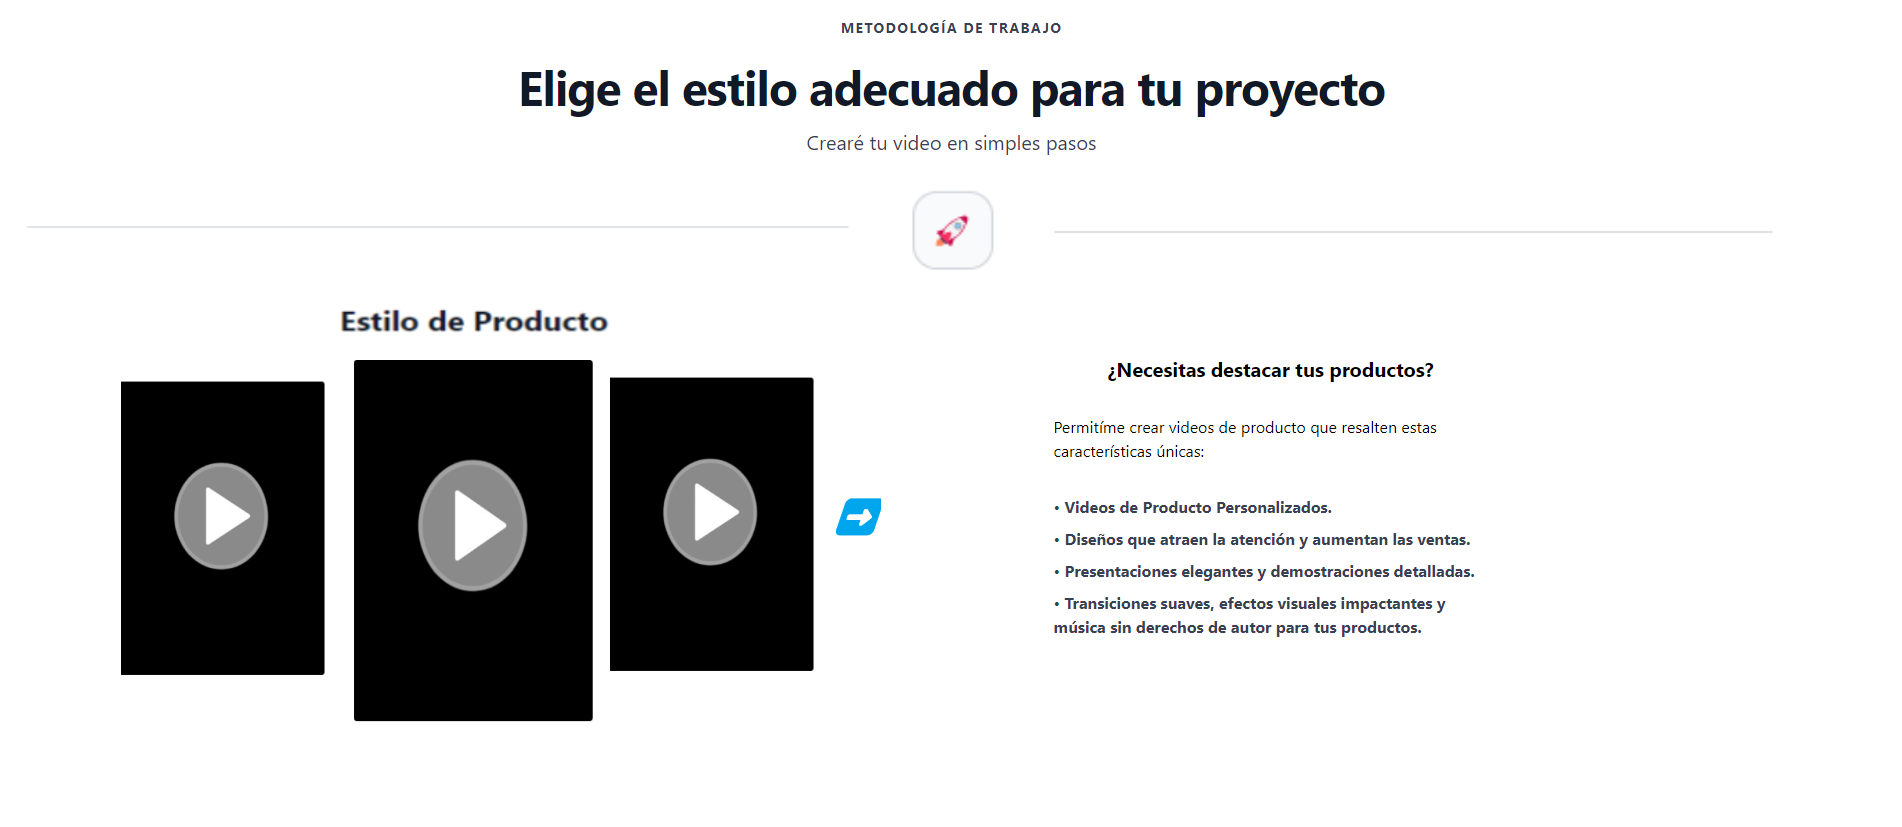 METODOLOGÍA DE TRABAJO
Elige el estilo adecuado para tu proyecto
Crearé tu video en simples pasos
Estilo de Producto
¿Necesitas destacar tus productos?
Permitíme crear videos de producto que resalten estas
características únicas:
• Videos de Producto Personalizados.
• Diseños que atraen la atención y aumentan las ventas.
• Presentaciones elegantes y demostraciones detalladas.
• Transiciones suaves, efectos visuales impactantes y
música sin derechos de autor para tus productos.